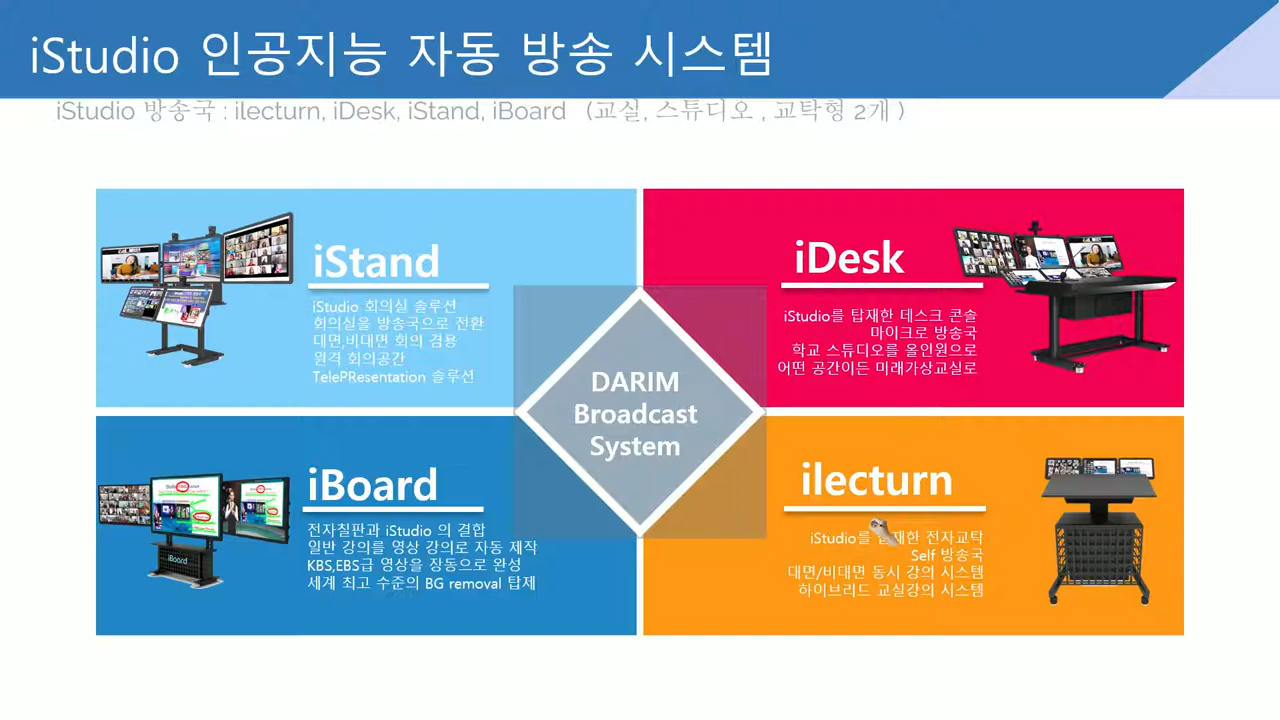 iStudio 인공지능 자동 방송 시스템
iStudio 방송국 : ilecturn, iDesk, iStand, iBoard (교실, 스튜디오 , 교탁형 2개 )
iStand
iStudio 회의실 솔루션
회의실을 방송국으로 전환
대면,비대면 회의 겸용
원격 회의공간
TelePResentation 솔루션
iDesk
iStudio를 탑재한 데스크 콘솔
마이크로 방송국
학교 스튜디오를 올인원으로
어떤 공간이든 미래가상교실로
DARIM
Broadcast
System
iBoard
전자칠판과 iStudio 의 결합
일반 강의를 영상 강의로 자동 제작
KBS,EBS급 영상을 장동으로 완성
세계 최고 수준의 BG removal 탑제
iBoard
ilecturn
iStudio를 탑재한 전자교탁
Self 방송국
대면/비대면 동시 강의 시스템
하이브리드 교실강의 시스템